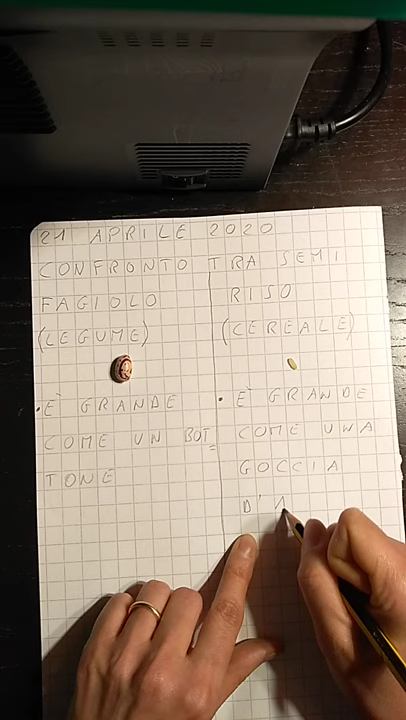 21 APRILE 2020
CONFRONTO TRA SEMI
FAGIOLO
(LEGUME)
• È GRANDE
COME UN BOT
TONE
RISO
(CEREALE)
• È GRANDE
COME UNA
GOCCIA
D'